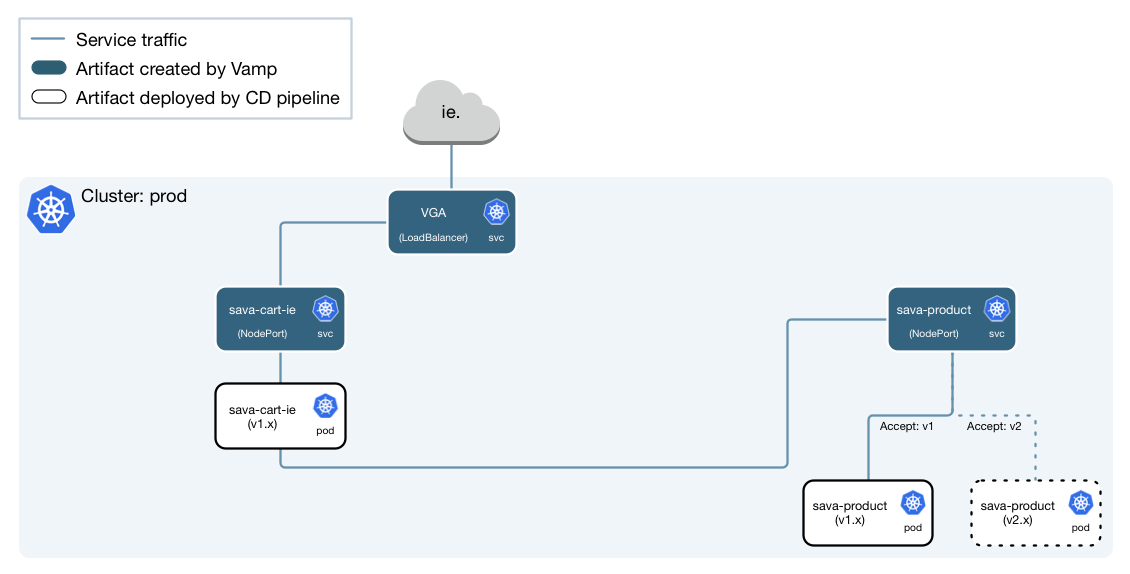 Service traffic
Artifact created by Vamp
Artifact deployed by CD pipeline
ie.
Cluster: prod
VGA
(LoadBalancer)
svc
sava-cart-ie
(NodePort)
svc
sava-product
(NodePort)
svc
sava-cart-ie
(v1.x)
pod
Accept: v1
Accept: v2
sava-product
(v1.x)
pod
sava-product
(v2.x)
pod